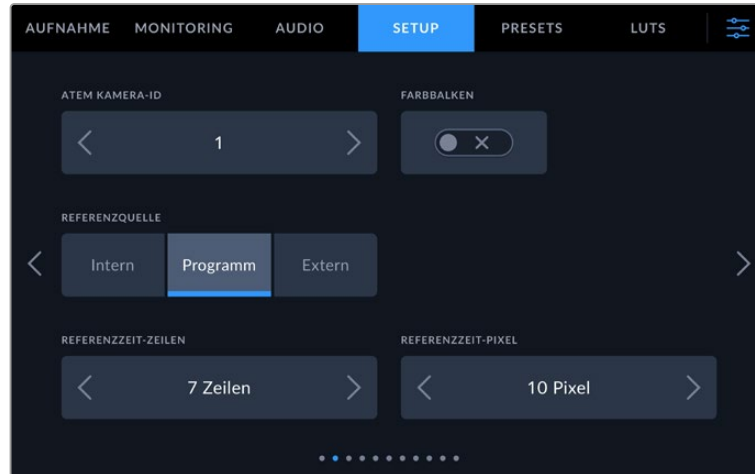 AUFNAHME MONITORING AUDIO SETUP PRESETS LUTS
ATEM KAMERA-ID FARBBALKEN
1
REFERENZQUELLE
Intern Programm Extern
REFERENZZEIT-ZEILEN REFERENZZEIT-PIXEL
7 Zeilen 10 Pixel